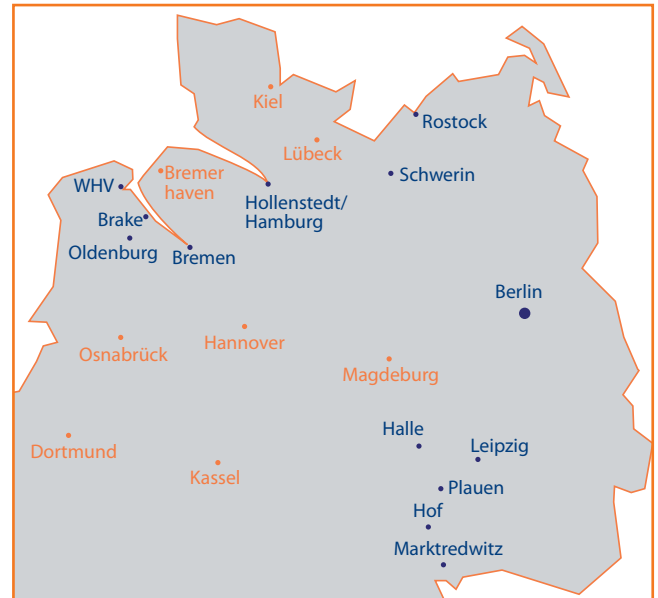 Kiel
Rostock
Lübeck
Bremer
haven
Schwerin
WHV
Hollenstedt/
Hamburg
Brake
Oldenburg
Bremen
Berlin
Osnabrück
Hannover
Magdeburg
Halle
Leipzig
Dortmund
Kassel
Plauen
Hof
Marktredwitz